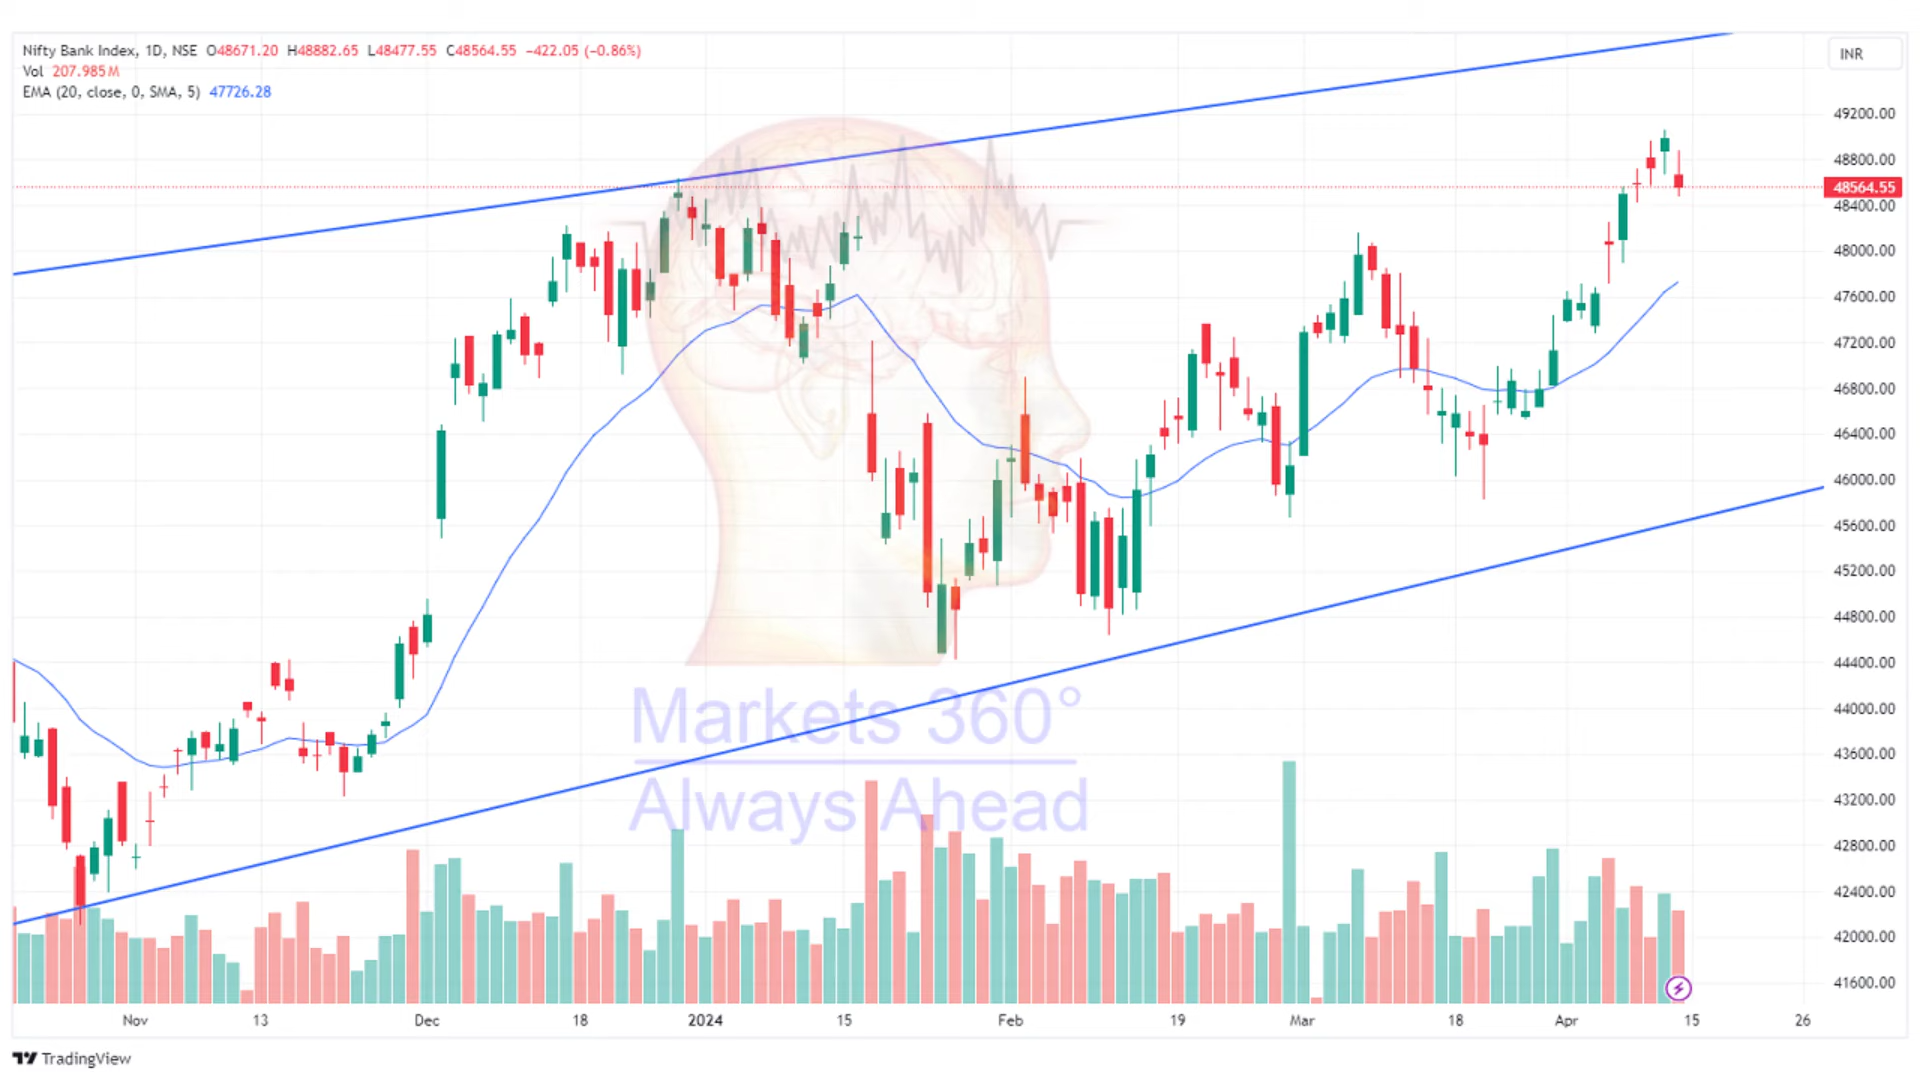 Nifty Bank Index, 1D, NSE O48671.20 H48882.65 L48477.55 C48564.55 −422.05 (−0.86%)
Vol 207.985M
EMA (20, close, 0, SMA, 5) 47726.28
INR
49200.00
48800.00
48564.55
48400.00
48000.00
47600.00
47200.00
46800.00
46400.00
46000.00
45600.00
45200.00
44800.00
44400.00
44000.00
43600.00
43200.00
42800.00
42400.00
42000.00
41600.00
Markets 360°
Always Ahead
Nov 13 Dec 18 2024 15 Feb 19 Mar 18 Apr 15 26
TradingView